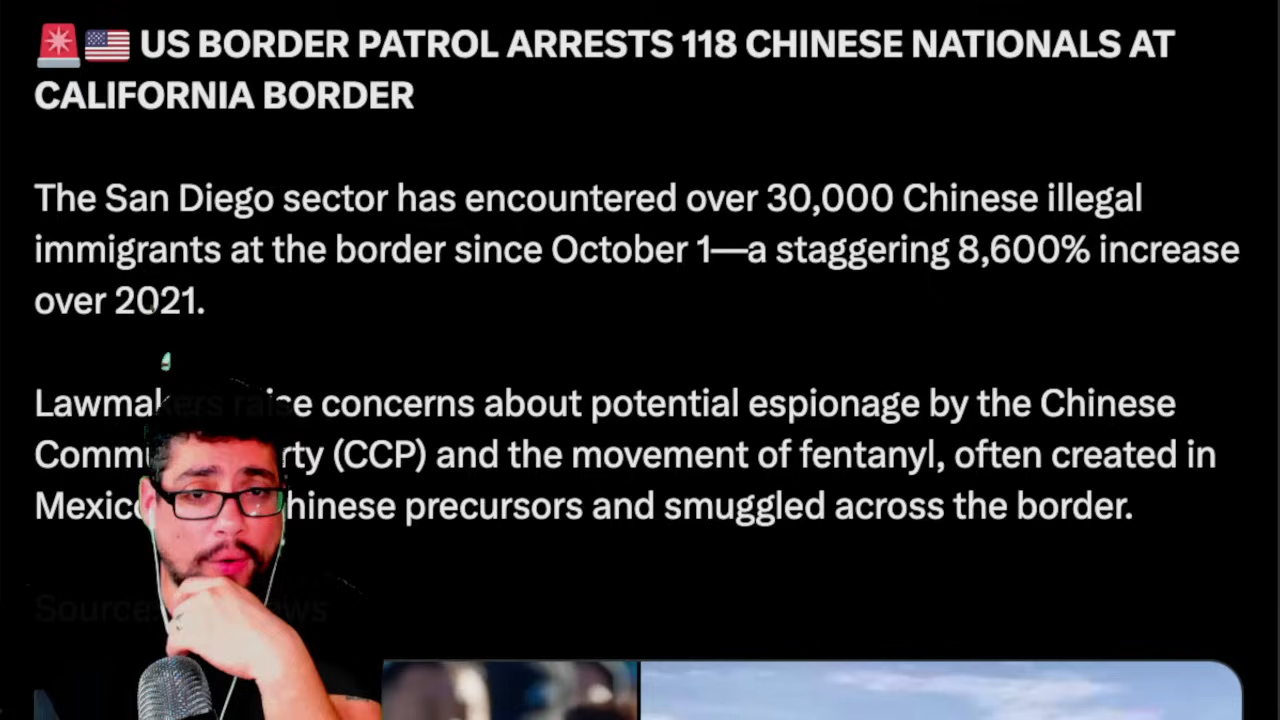 US BORDER PATROL ARRESTS 118 CHINESE NATIONALS AT
CALIFORNIA BORDER
The San Diego sector has encountered over 30,000 Chinese illegal
immigrants at the border since October 1—a staggering 8,600% increase
over 2021.
Lawmakers raise concerns about potential espionage by the Chinese
(CCP) and the movement of fentanyl, often created in
precursors and smuggled across the border.